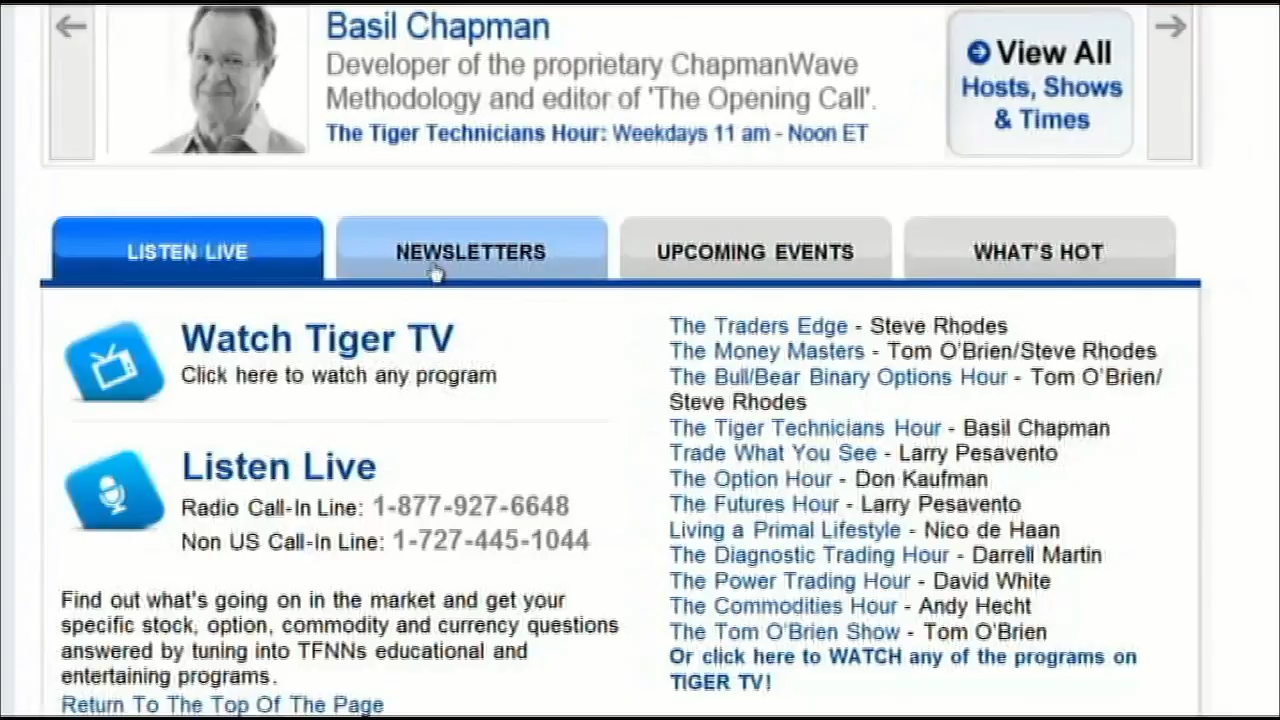 Basil Chapman
Developer of the proprietary ChapmanWave
Methodology and editor of 'The Opening Call'.
The Tiger Technicians Hour: Weekdays 11 am - Noon ET
View All
Hosts, Shows
& Times
LISTEN LIVE
NEWSLETTERS
UPCOMING EVENTS
WHAT'S HOT
Watch Tiger TV
Click here to watch any program
Listen Live
Radio Call-In Line: 1-877-927-6648
Non US Call-In Line: 1-727-445-1044
Find out what's going on in the market and get your
specific stock, option, commodity and currency questions
answered by tuning into TFNNs educational and
entertaining programs.
Return To The Top Of The Page
The Traders Edge - Steve Rhodes
The Money Masters - Tom O'Brien/Steve Rhodes
The Bull/Bear Binary Options Hour - Tom O'Brien/
Steve Rhodes
The Tiger Technicians Hour - Basil Chapman
Trade What You See - Larry Pesavento
The Option Hour - Don Kaufman
The Futures Hour - Larry Pesavento
Living a Primal Lifestyle - Nico de Haan
The Diagnostic Trading Hour - Darrell Martin
The Power Trading Hour - David White
The Commodities Hour - Andy Hecht
The Tom O'Brien Show - Tom O'Brien
Or click here to WATCH any of the programs on
TIGER TV!